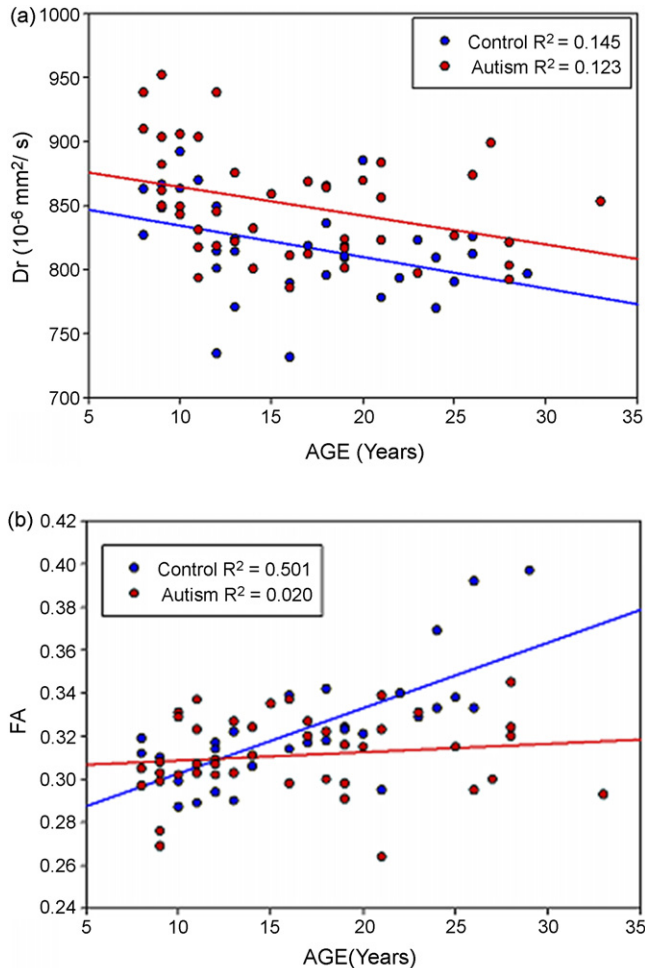 (a)
1000
950
900
850
800
750
700
Dr (10⁻⁶ mm²/ s)
Control R² = 0.145
Autism R² = 0.123
5 10 15 20 25 30 35
AGE (Years)
(b)
0.42
0.40
0.38
0.36
0.34
0.32
0.30
0.28
0.26
0.24
FA
Control R² = 0.501
Autism R² = 0.020
5 10 15 20 25 30 35
AGE(Years)